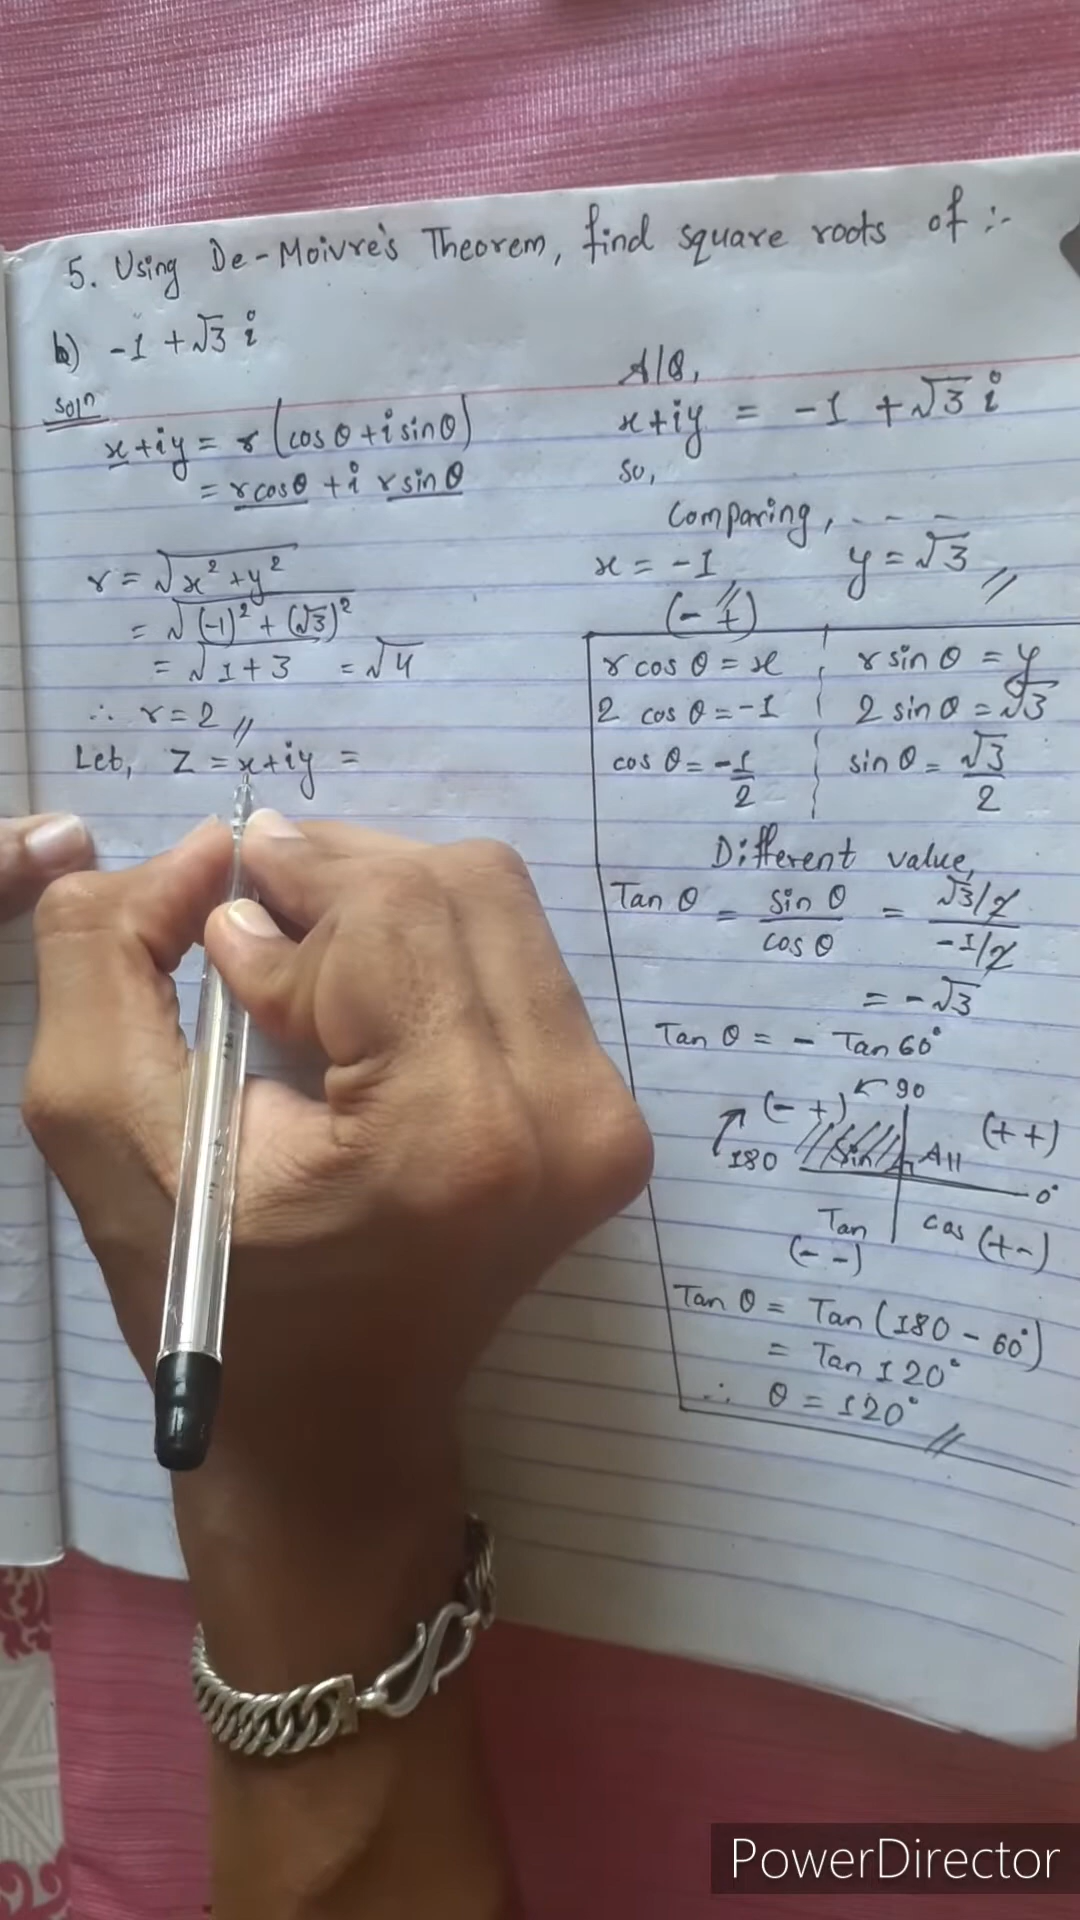 5. Using De-Moivre's Theorem, find square roots of :-
b) -1 + √3 i
Solⁿ
x+iy = r (cos θ + i sin θ)
= r cosθ + i r sin θ
r = √x² + y²
= √(-1)² + (√3)²
= √1+3 = √4
∴ r = 2 //
Let, Z = x+iy =
A/Q,
x+iy = -1 + √3 i
so,
Comparing, - - -
x = -1 // y = √3 //
(- +)
r cos θ = x r sin θ = y
2 cos θ = -1 2 sin θ = √3
cos θ = -1/2 sin θ = √3/2
Different value,
Tan θ = sin θ / cos θ = √3/2 / -1/2
= -√3
Tan θ = - Tan 60°
(- +) 90 (+ +)
180 Sin All 0°
Tan cos (+ -)
(- -)
Tan θ = Tan (180 - 60°)
= Tan 120°
∴ θ = 120° //
PowerDirector